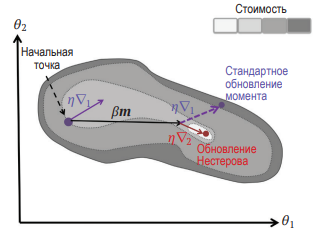 Стоимость
θ₂
Начальная
точка
Стандартное
обновление
момента
η∇₁
βm
η∇₁
η∇₂
Обновление
Нестерова
θ₁